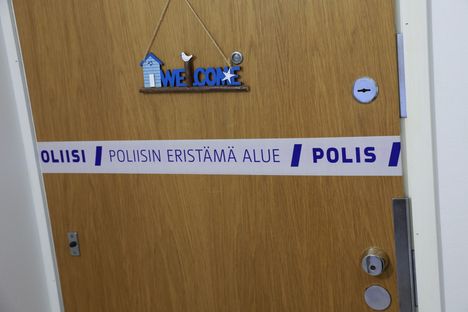 WELCOME
OLIISI / POLIISIN ERISTÄMÄ ALUE / POLIS /